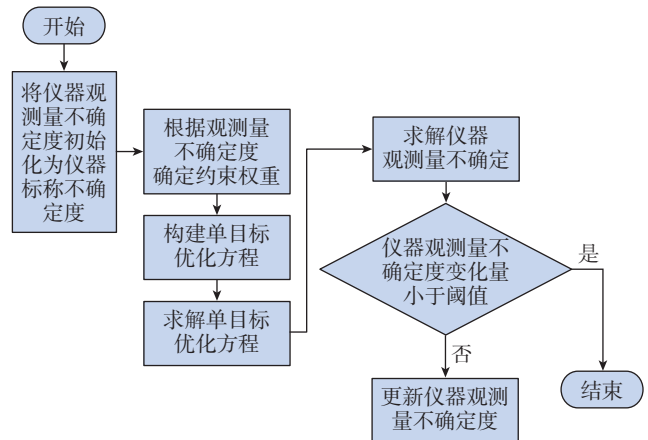 开始
将仪器观
测量不确
定度初始
化为仪器
标称不确
定度
根据观测量
不确定度
确定约束权重
构建单目标
优化方程
求解单目标
优化方程
求解仪器
观测量不确定
仪器观测量不
确定度变化量
小于阈值
是
否
结束
更新仪器观测
量不确定度